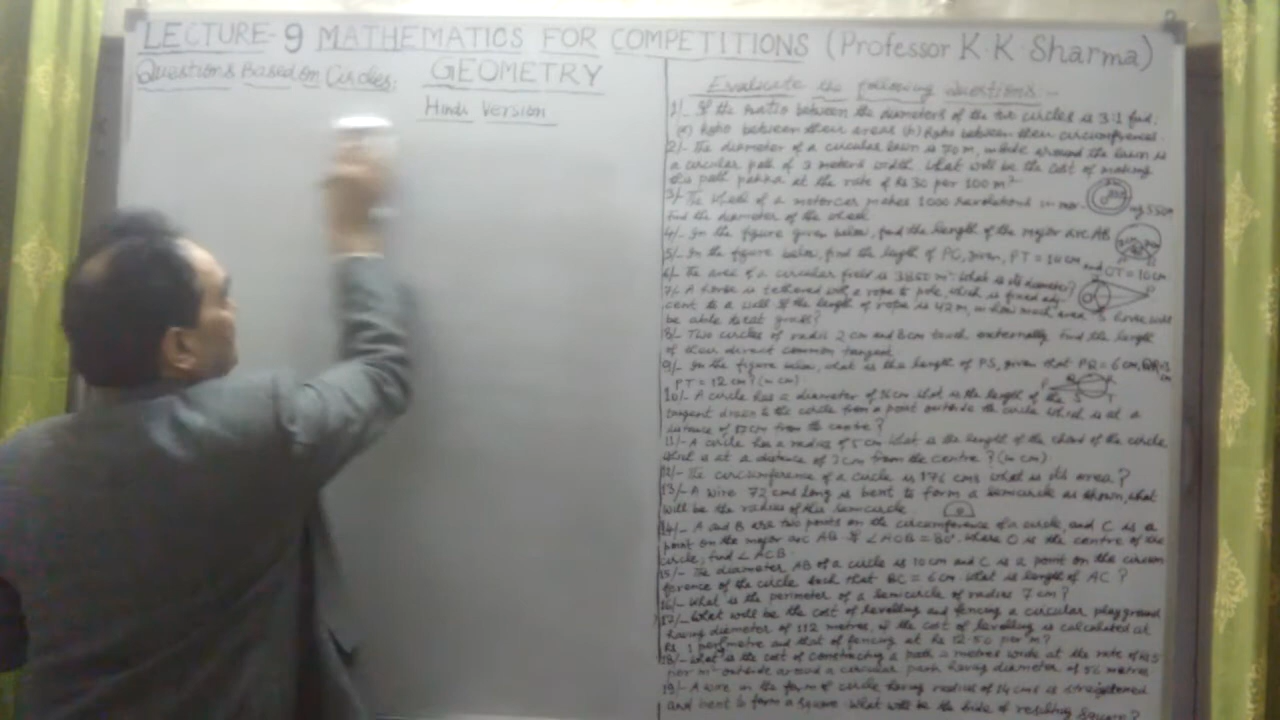 LECTURE-9 MATHEMATICS FOR COMPETITIONS (Professor K.K. Sharma)
Questions Based on Circles:
GEOMETRY
Hindi Version
Evaluate the following questions:-
1/- If the ratio between the diameters of the two circles is 3:1 find:
(a) Ratio between their areas (b) Ratio between their circumferences.
2/- The diameter of a circular lawn is 70 m, around the lawn is
a circular path of 3 meters width. What will be the cost of making
this path pakka at the rate of Rs 30 per 100 m²
3/- The wheel of a motorcar makes 1000 revolutions in
find the diameter of the wheel.
4/- In the figure given below, find the length of the major arc AB
5/- In the figure below, find the length of PC, given, PT = cm and OT = 10 cm
6/- The area of a circular field is m². What is its diameter?
7/- A horse is tethered with a rope to pole, which is fixed adja-
cent to a wall. If the length of rope is 42 m, in how much area horse will
be able to eat grass?
8/- Two circles of radii 2 cm and 8 cm touch externally. Find the length
of their direct common tangent.
9/- In the figure below, what is the length of PS, given that PQ = 6 cm, cm
PT = 12 cm? (in cm)
10/- A circle has a diameter of cm. What is the length of the
tangent drawn to the circle from a point outside the circle which is at a
distance of cm from the centre?
11/- A circle has a radius of 5 cm. What is the length of the chord of the circle
which is at a distance of 3 cm from the centre? (in cm)
12/- The circumference of a circle is 176 cms. What is its area?
13/- A wire 72 cms long is bent to form a semicircle as shown, what
will be the radius of this semicircle.
14/- A and B are two points on the circumference of a circle, and C is a
point on the major arc AB. If ∠AOB = 80°. where O is the centre of the
circle, find ∠ACB.
15/- The diameter AB of a circle is 10 cm and C is a point on the circum
ference of the circle such that BC = 6 cm. What is length of AC?
16/- What is the perimeter of a semicircle of radius 7 cm?
17/- What will be the cost of levelling and fencing a circular playground
having diameter of 112 metres, if the cost of levelling is calculated at
Rs 1 per metre and that of fencing at Rs 12.50 per m?
18/- What is the cost of constructing a path metres wide at the rate of Rs 5
per m² outside around a circular park having diameter of 56 metres
19/- A wire in the form of circle having radius of 14 cms is straightened
and bent to form a square. What will be the side of resulting square?